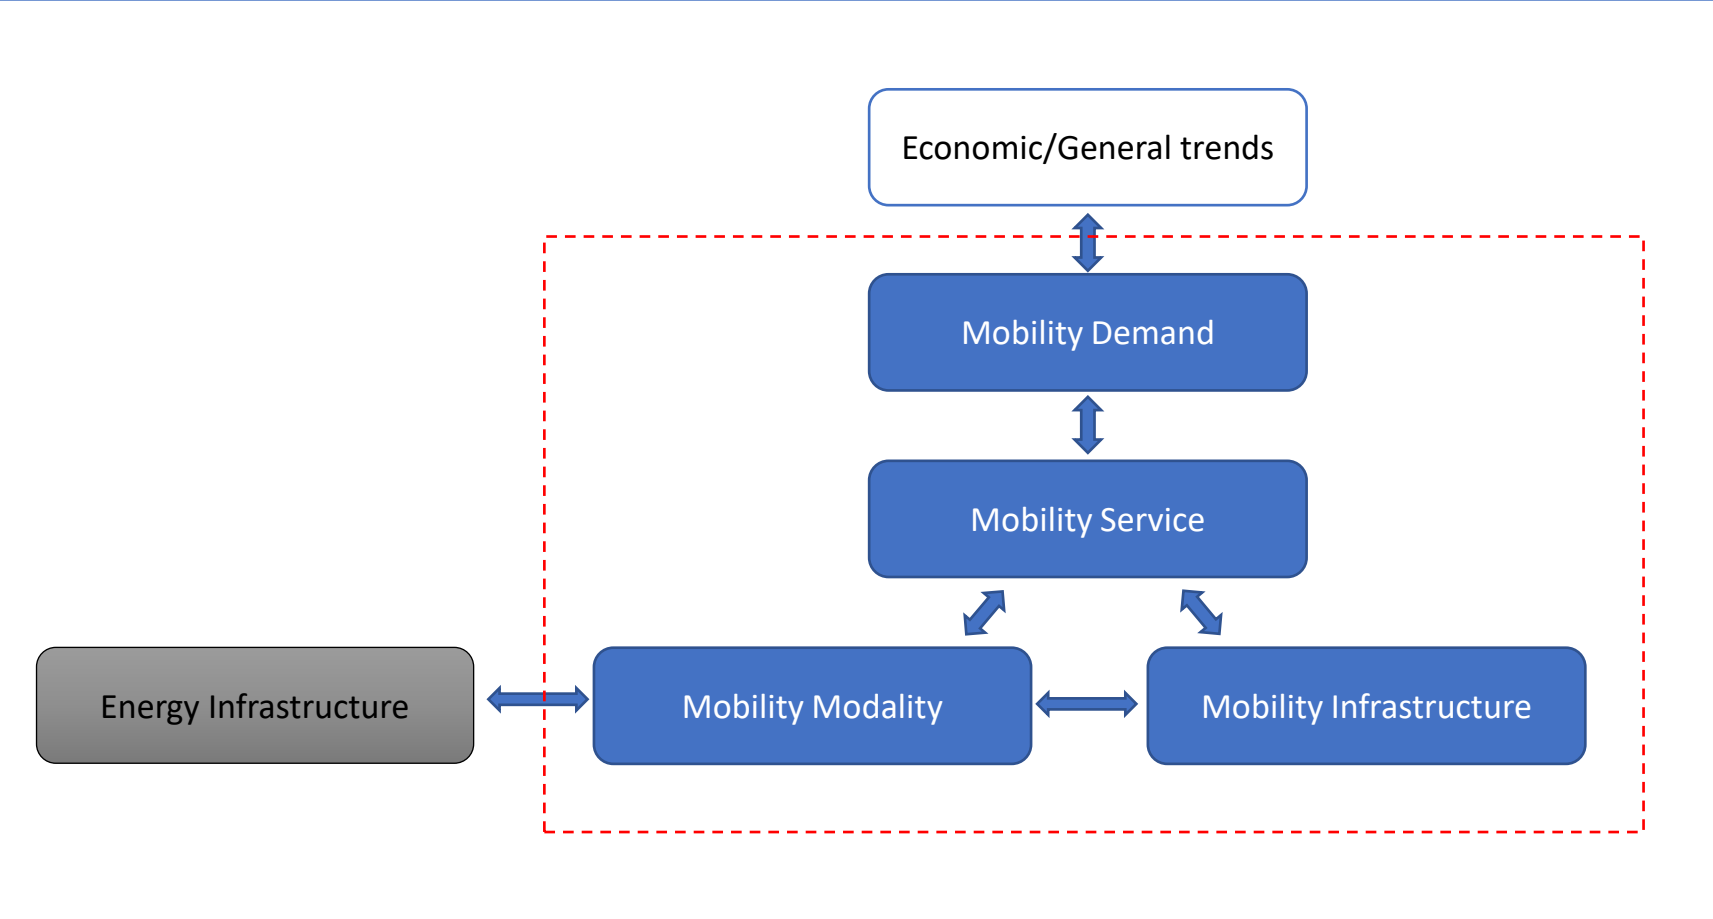 Economic/General trends
Mobility Demand
Mobility Service
Energy Infrastructure
Mobility Modality
Mobility Infrastructure